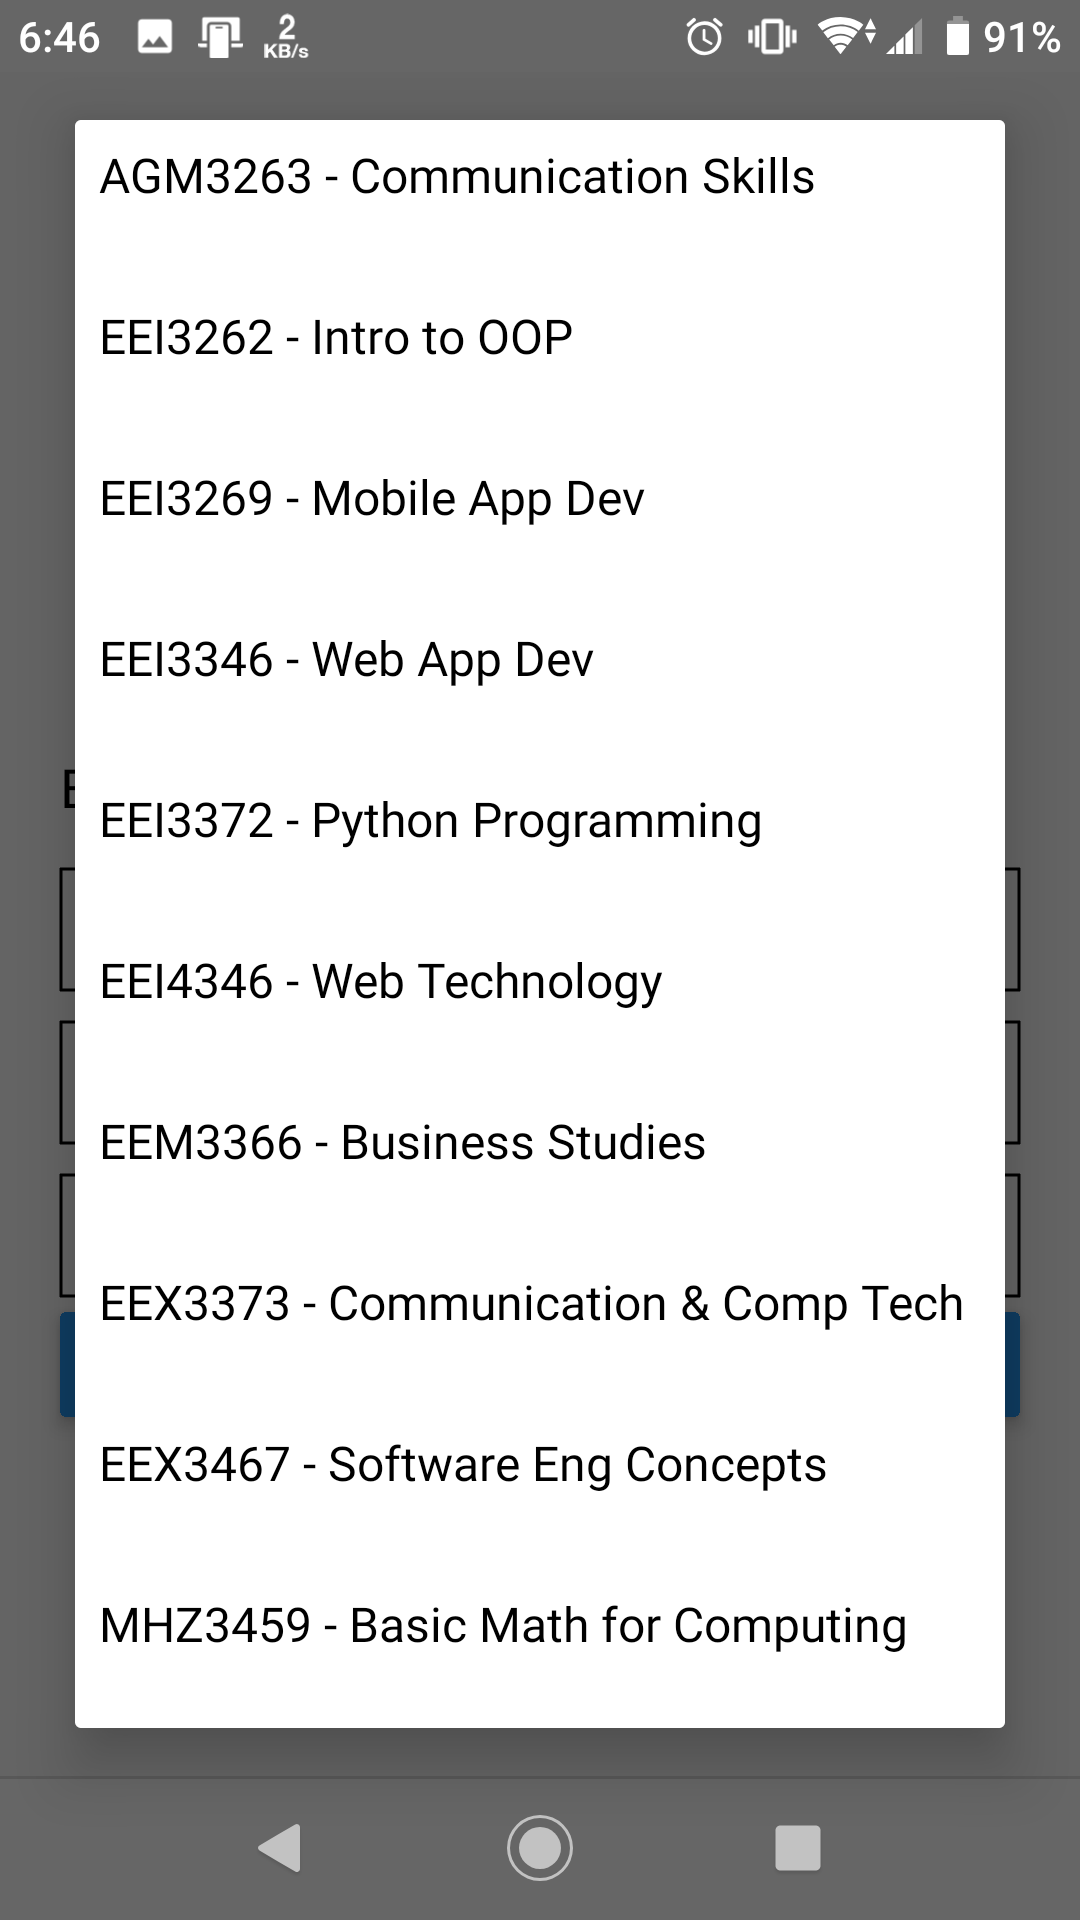 6:46 2 KB/s 91%
AGM3263 - Communication Skills
EEI3262 - Intro to OOP
EEI3269 - Mobile App Dev
EEI3346 - Web App Dev
EEI3372 - Python Programming
EEI4346 - Web Technology
EEM3366 - Business Studies
EEX3373 - Communication & Comp Tech
EEX3467 - Software Eng Concepts
MHZ3459 - Basic Math for Computing